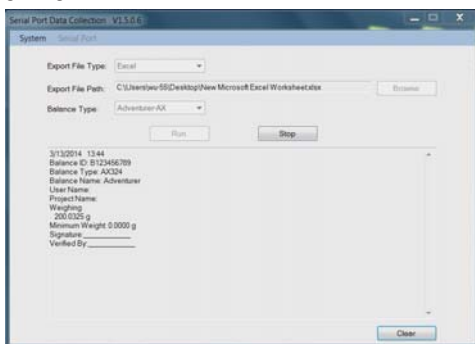 Serial Port Data Collection V1.5.0.6
System Serial Port
Export File Type: Excel
Export File Path: C:\Users\wu-55\Desktop\New Microsoft Excel Worksheet.xlsx Browse
Balance Type: Adventurer-AX
Run Stop
3/13/2014 13:44
Balance ID: B123456789
Balance Type: AX324
Balance Name: Adventurer
User Name:
Project Name:
Weighing
200.0325 g
Minimum Weight 0.0000 g
Signature:__________
Verified By:__________
Clear